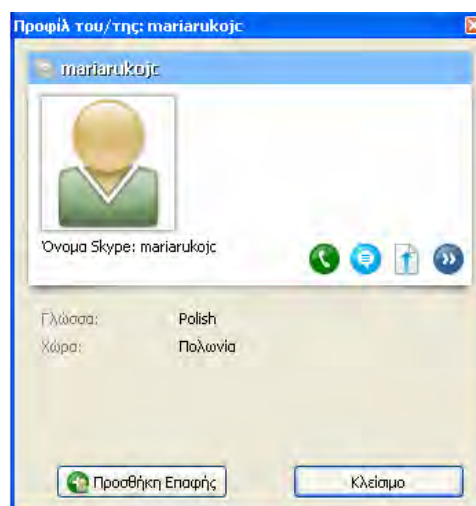 Προφίλ του/της: mariarukojc
mariarukojc
Όνομα Skype: mariarukojc
Γλώσσα: Polish
Χώρα: Πολωνία
Προσθήκη Επαφής Κλείσιμο